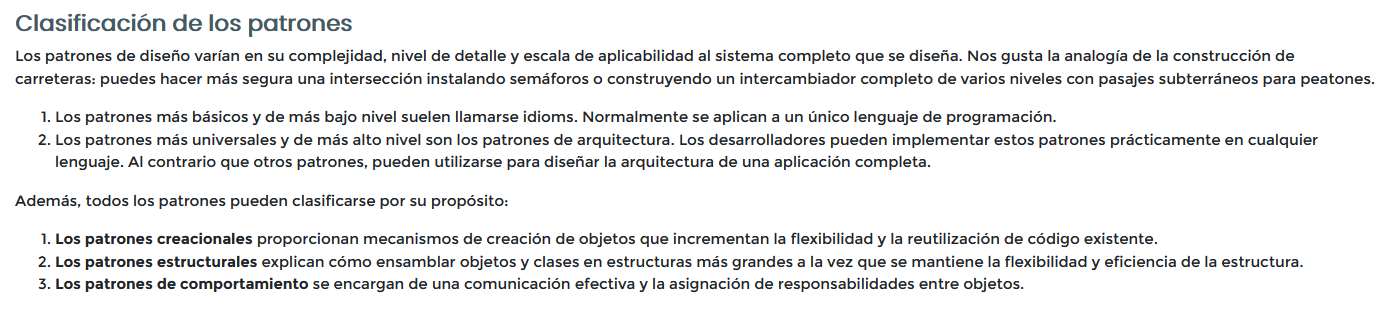 Clasificación de los patrones
Los patrones de diseño varían en su complejidad, nivel de detalle y escala de aplicabilidad al sistema completo que se diseña. Nos gusta la analogía de la construcción de
carreteras: puedes hacer más segura una intersección instalando semáforos o construyendo un intercambiador completo de varios niveles con pasajes subterráneos para peatones.
1. Los patrones más básicos y de más bajo nivel suelen llamarse idioms. Normalmente se aplican a un único lenguaje de programación.
2. Los patrones más universales y de más alto nivel son los patrones de arquitectura. Los desarrolladores pueden implementar estos patrones prácticamente en cualquier
lenguaje. Al contrario que otros patrones, pueden utilizarse para diseñar la arquitectura de una aplicación completa.
Además, todos los patrones pueden clasificarse por su propósito:
1. Los patrones creacionales proporcionan mecanismos de creación de objetos que incrementan la flexibilidad y la reutilización de código existente.
2. Los patrones estructurales explican cómo ensamblar objetos y clases en estructuras más grandes a la vez que se mantiene la flexibilidad y eficiencia de la estructura.
3. Los patrones de comportamiento se encargan de una comunicación efectiva y la asignación de responsabilidades entre objetos.